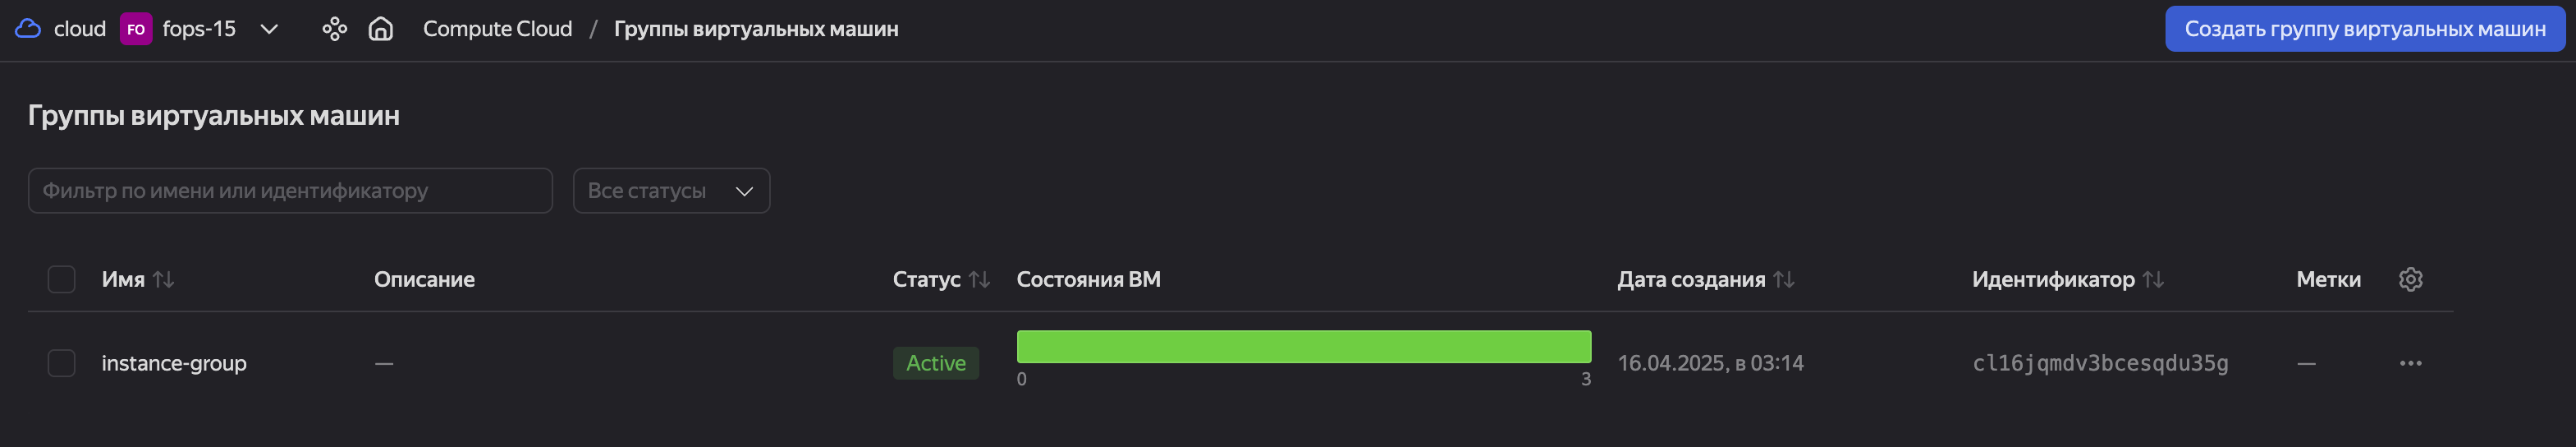 cloud FO fops-15 Compute Cloud / Группы виртуальных машин Создать группу виртуальных машин
Группы виртуальных машин
Фильтр по имени или идентификатору Все статусы
Имя Описание Статус Состояния ВМ Дата создания Идентификатор Метки
instance-group — Active 16.04.2025, в 03:14 cl16jqmdv3bcesqdu35g — ···
0 3